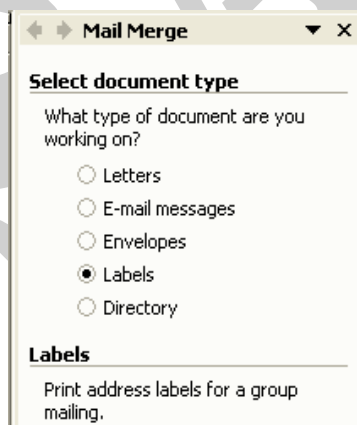 Mail Merge
Select document type
What type of document are you
working on?
Letters
E-mail messages
Envelopes
Labels
Directory
Labels
Print address labels for a group
mailing.